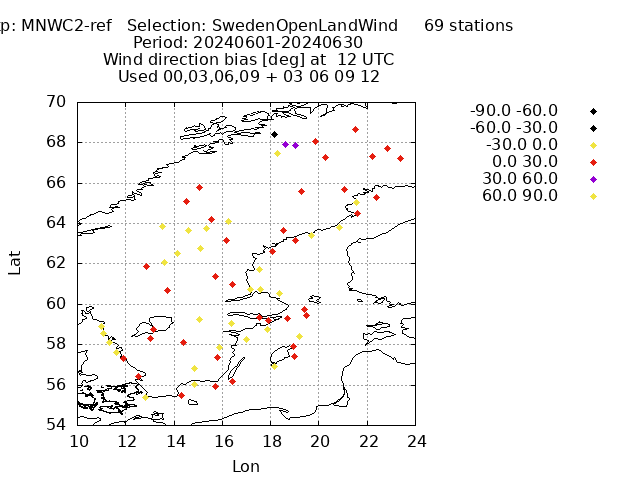 p: MNWC2-ref Selection: SwedenOpenLandWind 69 stations
Period: 20240601-20240630
Wind direction bias [deg] at 12 UTC
Used 00,03,06,09 + 03 06 09 12
-90.0 -60.0
-60.0 -30.0
-30.0 0.0
0.0 30.0
30.0 60.0
60.0 90.0
70
68
66
64
62
60
58
56
54
Lat
10 12 14 16 18 20 22 24
Lon